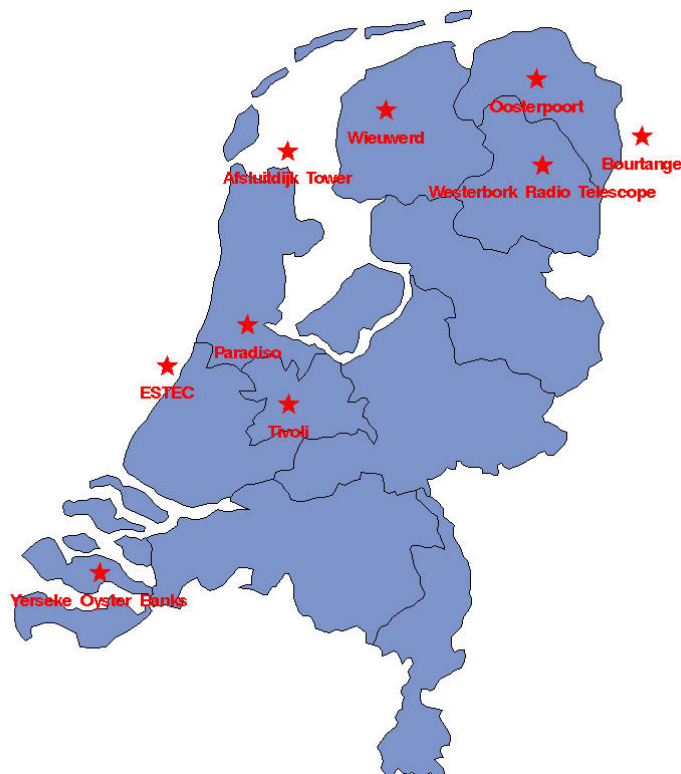 Oosterpoort
Wieuwerd
Bourtange
Afsluitdijk Tower
Westerbork Radio Telescope
Paradiso
ESTEC
Tivoli
Yerseke Oyster Banks